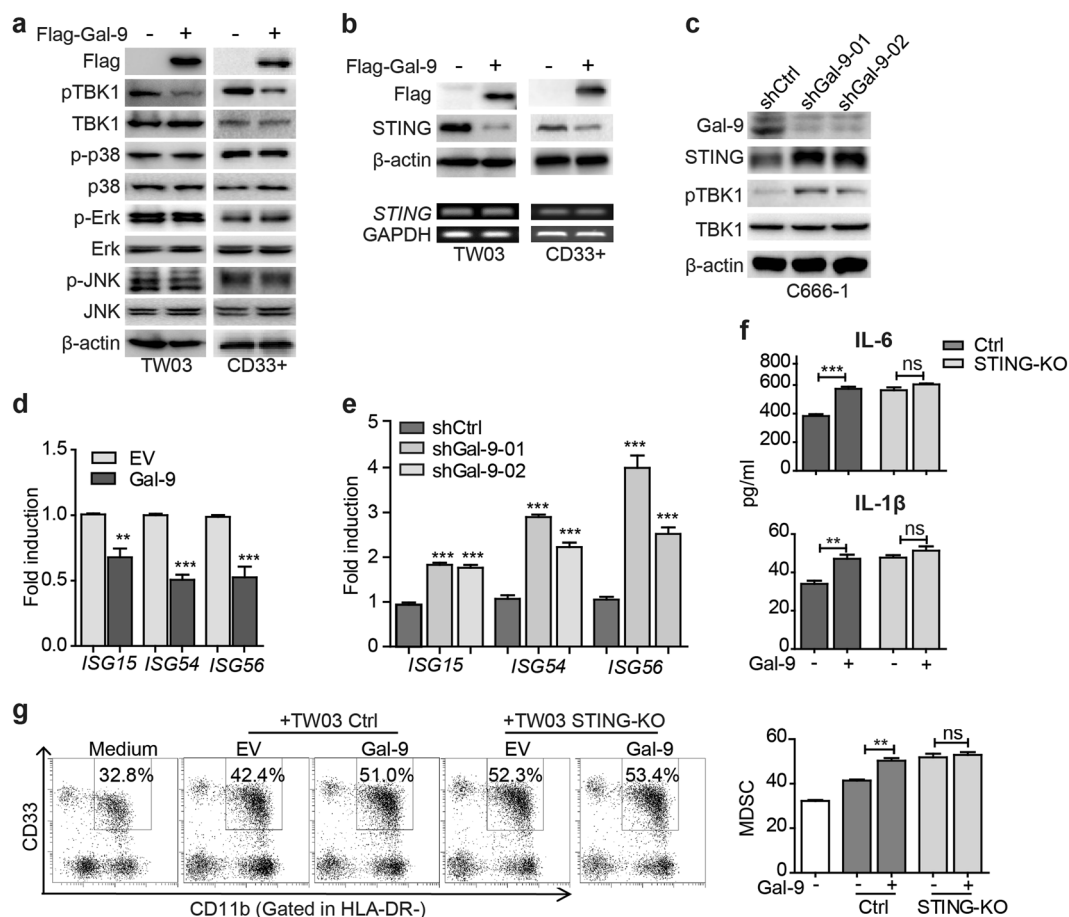 a
Flag-Gal-9 - + - +
Flag
pTBK1
TBK1
p-p38
p38
p-Erk
Erk
p-JNK
JNK
β-actin
TW03 CD33+
b
Flag-Gal-9 - + - +
Flag
STING
β-actin
STING
GAPDH
TW03 CD33+
c
shCtrl shGal-9-01 shGal-9-02
Gal-9
STING
pTBK1
TBK1
β-actin
C666-1
d
Fold induction
1.5
1.0
0.5
0.0
EV
Gal-9
** *** ***
ISG15 ISG54 ISG56
e
Fold induction
5
4
3
2
1
0
shCtrl
shGal-9-01
shGal-9-02
*** *** *** *** *** ***
ISG15 ISG54 ISG56
f
Ctrl
STING-KO
IL-6
pg/ml
800
600
400
200
0
*** ns
IL-1β
60
40
20
0
** ns
Gal-9 - + - +
g
+TW03 Ctrl +TW03 STING-KO
Medium EV Gal-9 EV Gal-9
32.8% 42.4% 51.0% 52.3% 53.4%
CD33
CD11b (Gated in HLA-DR-)
MDSC
60
40
20
0
** ns
Gal-9 - - + - +
Ctrl STING-KO